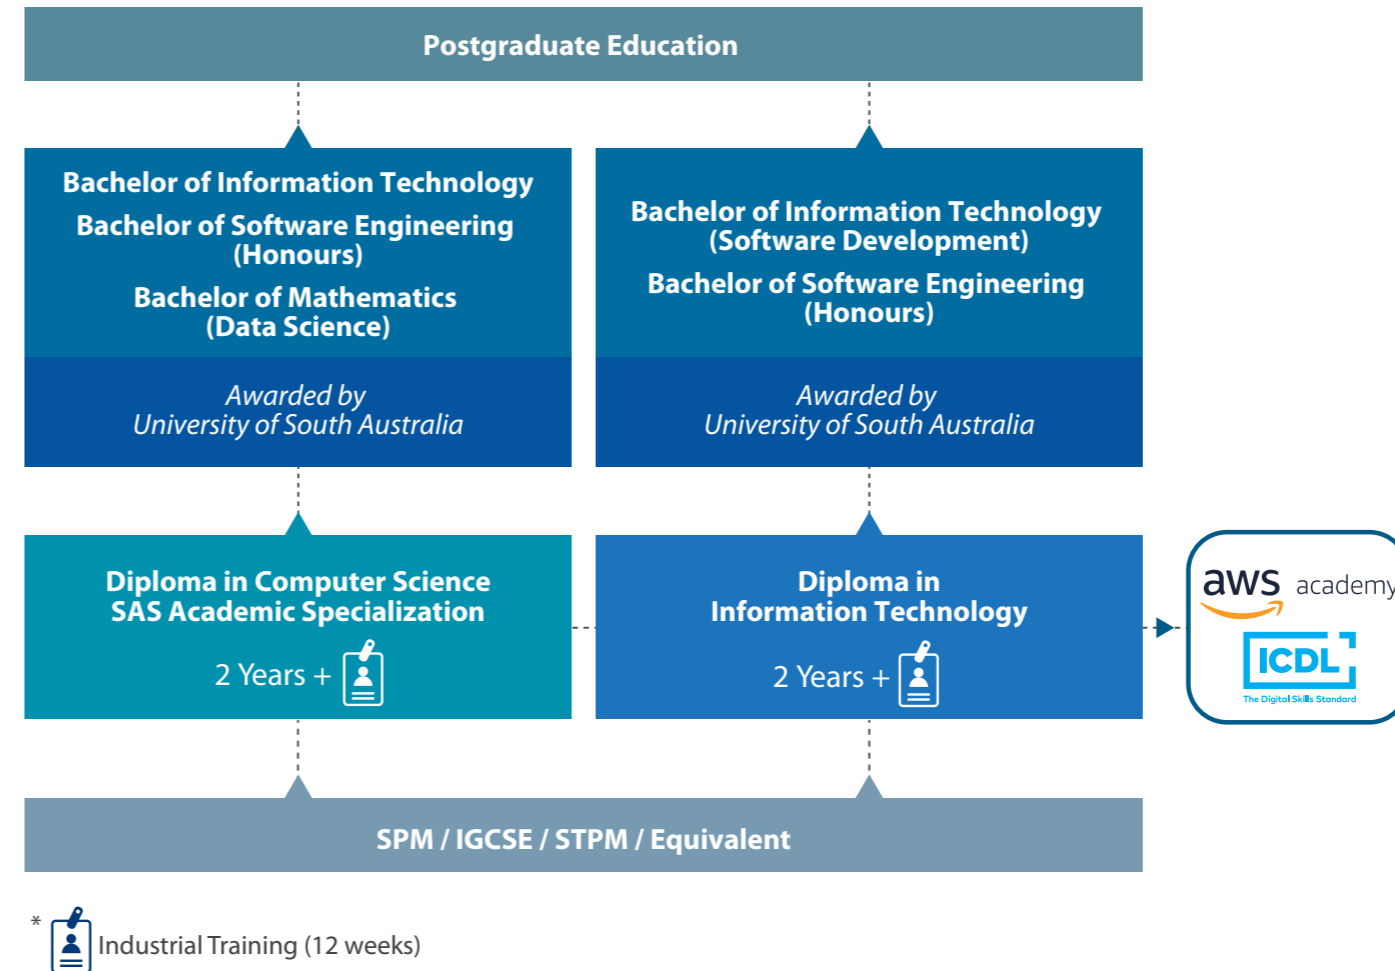 Postgraduate Education
Bachelor of Information Technology
Bachelor of Software Engineering
(Honours)
Bachelor of Mathematics
(Data Science)
Awarded by
University of South Australia
Bachelor of Information Technology
(Software Development)
Bachelor of Software Engineering
(Honours)
Awarded by
University of South Australia
Diploma in Computer Science
SAS Academic Specialization
2 Years +
Diploma in
Information Technology
2 Years +
aws academy
ICDL
The Digital Skills Standard
SPM / IGCSE / STPM / Equivalent
* Industrial Training (12 weeks)